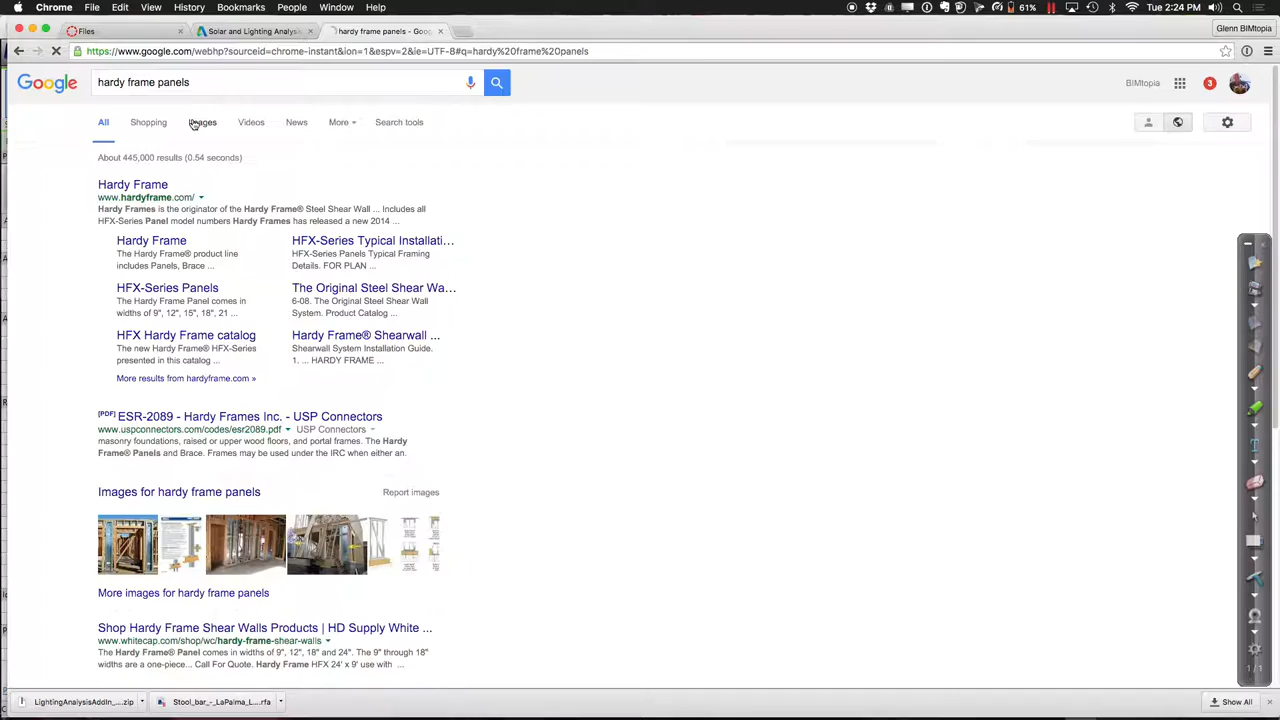 Chrome File Edit View History Bookmarks People Window Help 61% Tue 2:24 PM
Files Solar and Lighting Analysis hardy frame panels - Goo Glenn BIMtopia
https://www.google.com/webhp?sourceid=chrome-instant&ion=1&espv=2&ie=UTF-8#q=hardy%20frame%20panels
Google hardy frame panels BIMtopia 3
All Shopping Images Videos News More Search tools
About 445,000 results (0.54 seconds)
Hardy Frame
www.hardyframe.com/
Hardy Frames is the originator of the Hardy Frame® Steel Shear Wall ... Includes all
HFX-Series Panel model numbers Hardy Frames has released a new 2014 ...
Hardy Frame
The Hardy Frame® product line
includes Panels, Brace ...
HFX-Series Typical Installati...
HFX-Series Panels Typical Framing
Details. FOR PLAN ...
HFX-Series Panels
The Hardy Frame Panel comes in
widths of 9", 12", 15", 18", 21 ...
The Original Steel Shear Wa...
6-08. The Original Steel Shear Wall
System. Product Catalog ...
HFX Hardy Frame catalog
The new Hardy Frame® HFX-Series
presented in this catalog ...
Hardy Frame® Shearwall ...
Shearwall System Installation Guide.
1. ... HARDY FRAME ...
More results from hardyframe.com »
[PDF] ESR-2089 - Hardy Frames Inc. - USP Connectors
www.uspconnectors.com/codes/esr2089.pdf USP Connectors
masonry foundations, raised or upper wood floors, and portal frames. The Hardy
Frame® Panels and Brace. Frames may be used under the IRC when either an.
Images for hardy frame panels Report images
More images for hardy frame panels
Shop Hardy Frame Shear Walls Products | HD Supply White ...
www.whitecap.com/shop/wc/hardy-frame-shear-walls
The Hardy Frame® Panel comes in widths of 9", 12", 18" and 24". The 9" through 18"
widths are a one-piece... Call For Quote. Hardy Frame HFX 24' x 9' use with ...
1 / 1
LightingAnalysisAddIn_....zip Stool_bar_-_LaPalma_L....rfa Show All